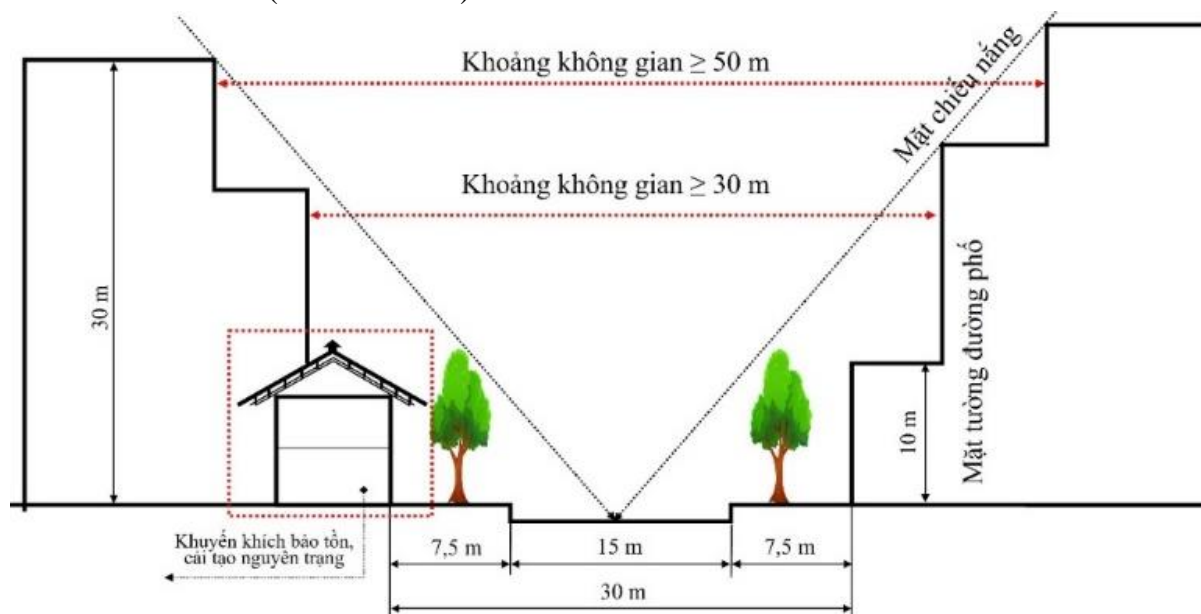 Khoảng không gian ≥ 50 m
Mặt chiếu nắng
Khoảng không gian ≥ 30 m
30 m
Mặt tường đường phố
10 m
Khuyến khích bảo tồn,
cải tạo nguyên trạng
7,5 m
15 m
7,5 m
30 m